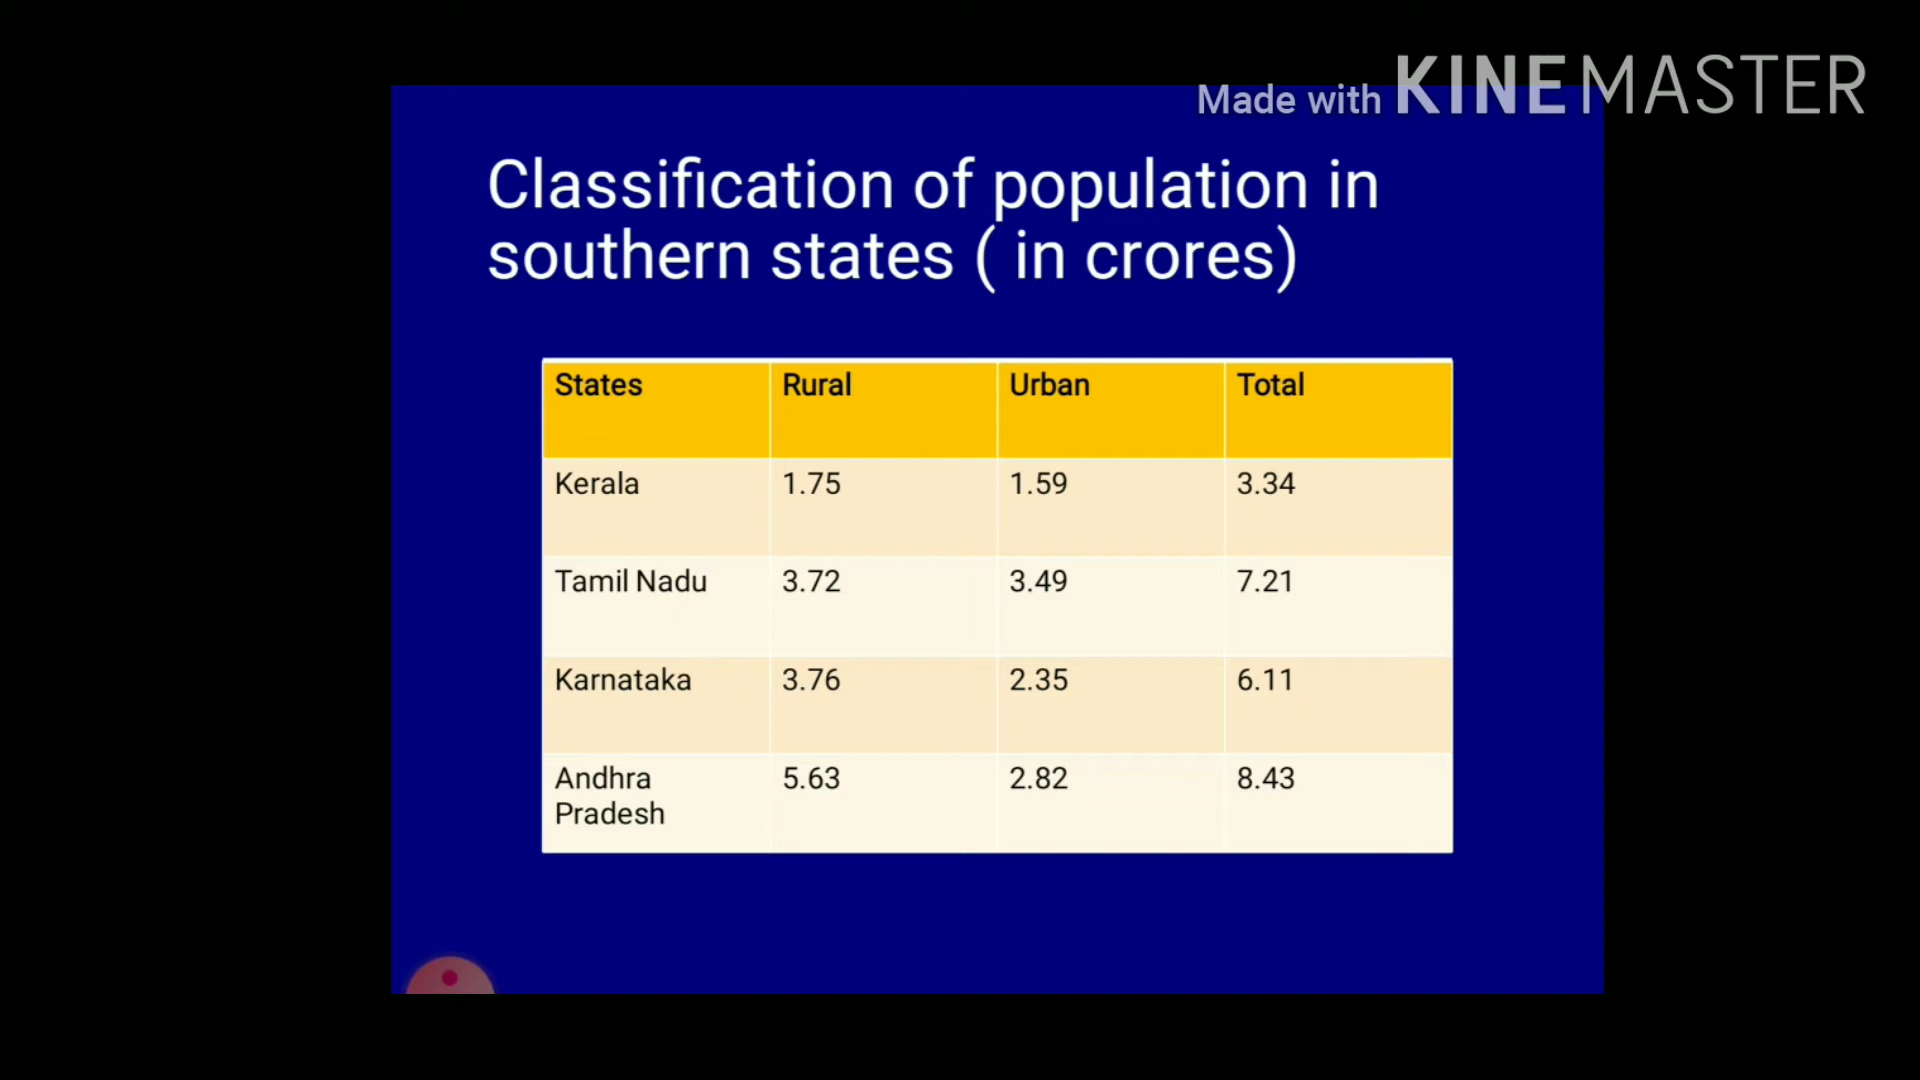 Made with KINEMASTER
Classification of population in
southern states ( in crores)
States Rural Urban Total
Kerala 1.75 1.59 3.34
Tamil Nadu 3.72 3.49 7.21
Karnataka 3.76 2.35 6.11
Andhra 5.63 2.82 8.43
Pradesh